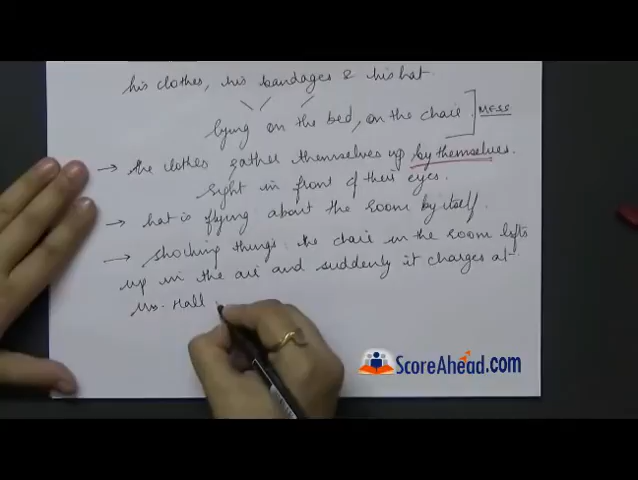 his clothes, his bandages & his hat.
lying on the bed, on the chair. Mess
→ the clothes gather themselves up by themselves.
right in front of their eyes.
→ hat is flying about the room by itself.
→ shocking things: the chair in the room lifts
up in the air and suddenly it charges at
Mrs. Hall
ScoreAhead.com